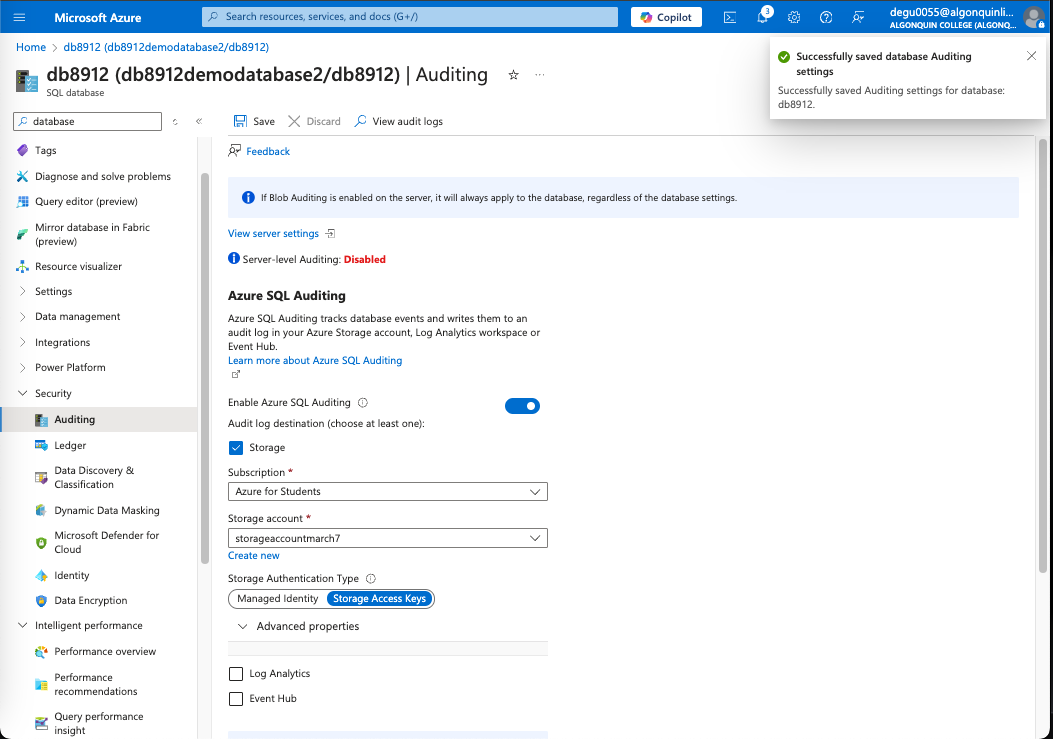 Microsoft Azure
Search resources, services, and docs (G+/)
Copilot
3
degu0055@algonquinli...
ALGONQUIN COLLEGE (ALGONQ...
Home > db8912 (db8912demodatabase2/db8912)
db8912 (db8912demodatabase2/db8912) | Auditing
SQL database
Successfully saved database Auditing
settings
Successfully saved Auditing settings for database:
db8912.
database
Save
Discard
View audit logs
Tags
Diagnose and solve problems
Query editor (preview)
Mirror database in Fabric
(preview)
Resource visualizer
Settings
Data management
Integrations
Power Platform
Security
Auditing
Ledger
Data Discovery &
Classification
Dynamic Data Masking
Microsoft Defender for
Cloud
Identity
Data Encryption
Intelligent performance
Performance overview
Performance
recommendations
Query performance
insight
Feedback
If Blob Auditing is enabled on the server, it will always apply to the database, regardless of the database settings.
View server settings
Server-level Auditing: Disabled
Azure SQL Auditing
Azure SQL Auditing tracks database events and writes them to an
audit log in your Azure Storage account, Log Analytics workspace or
Event Hub.
Learn more about Azure SQL Auditing
Enable Azure SQL Auditing
Audit log destination (choose at least one):
Storage
Subscription *
Azure for Students
Storage account *
storageaccountmarch7
Create new
Storage Authentication Type
Managed Identity
Storage Access Keys
Advanced properties
Log Analytics
Event Hub